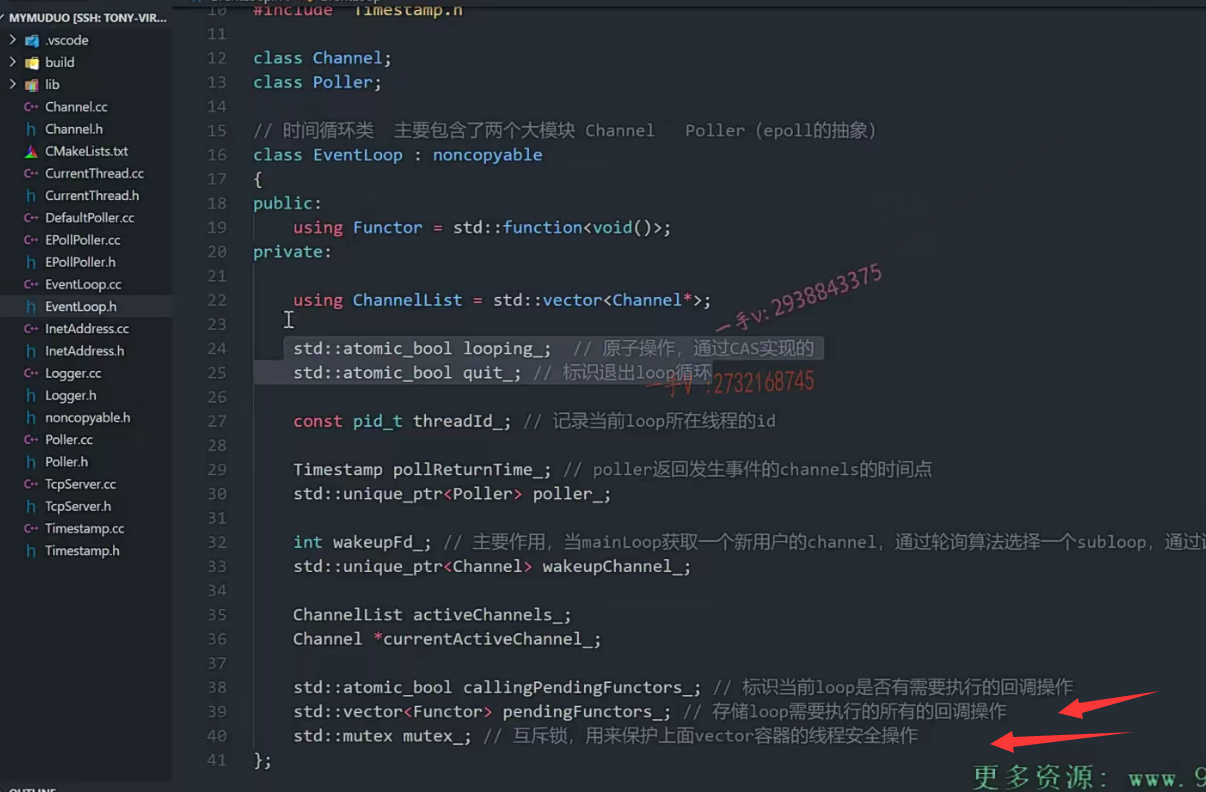 MYMUDUO [SSH: TONY-VIR...
.vscode
build
lib
Channel.cc
Channel.h
CMakeLists.txt
CurrentThread.cc
CurrentThread.h
DefaultPoller.cc
EPollPoller.cc
EPollPoller.h
EventLoop.cc
EventLoop.h
InetAddress.cc
InetAddress.h
Logger.cc
Logger.h
noncopyable.h
Poller.cc
Poller.h
TcpServer.cc
TcpServer.h
Timestamp.cc
Timestamp.h
OUTLINE
10 #include "Timestamp.h"
11
12 class Channel;
13 class Poller;
14
15 // 时间循环类 主要包含了两个大模块 Channel Poller（epoll的抽象）
16 class EventLoop : noncopyable
17 {
18 public:
19 using Functor = std::function<void()>;
20 private:
21
22 using ChannelList = std::vector<Channel*>;
23
24 std::atomic_bool looping_; // 原子操作，通过CAS实现的
25 std::atomic_bool quit_; // 标识退出loop循环
26
27 const pid_t threadId_; // 记录当前loop所在线程的id
28
29 Timestamp pollReturnTime_; // poller返回发生事件的channels的时间点
30 std::unique_ptr<Poller> poller_;
31
32 int wakeupFd_; // 主要作用，当mainLoop获取一个新用户的channel，通过轮询算法选择一个subloop，通过
33 std::unique_ptr<Channel> wakeupChannel_;
34
35 ChannelList activeChannels_;
36 Channel *currentActiveChannel_;
37
38 std::atomic_bool callingPendingFunctors_; // 标识当前loop是否有需要执行的回调操作
39 std::vector<Functor> pendingFunctors_; // 存储loop需要执行的所有的回调操作
40 std::mutex mutex_; // 互斥锁，用来保护上面vector容器的线程安全操作
41 };
一手V: 2938843375
一手V :2732168745
更多资源: www.9